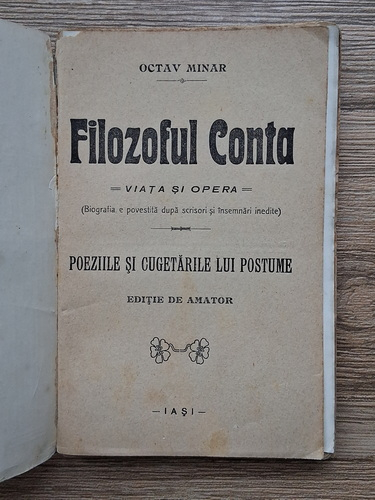 OCTAV MINAR
Filozoful Conta
= VIAȚA ȘI OPERA =
(Biografia e povestită după scrisori și însemnări inedite)
POEZIILE ȘI CUGETĂRILE LUI POSTUME
EDIȚIE DE AMATOR
— IAȘI —